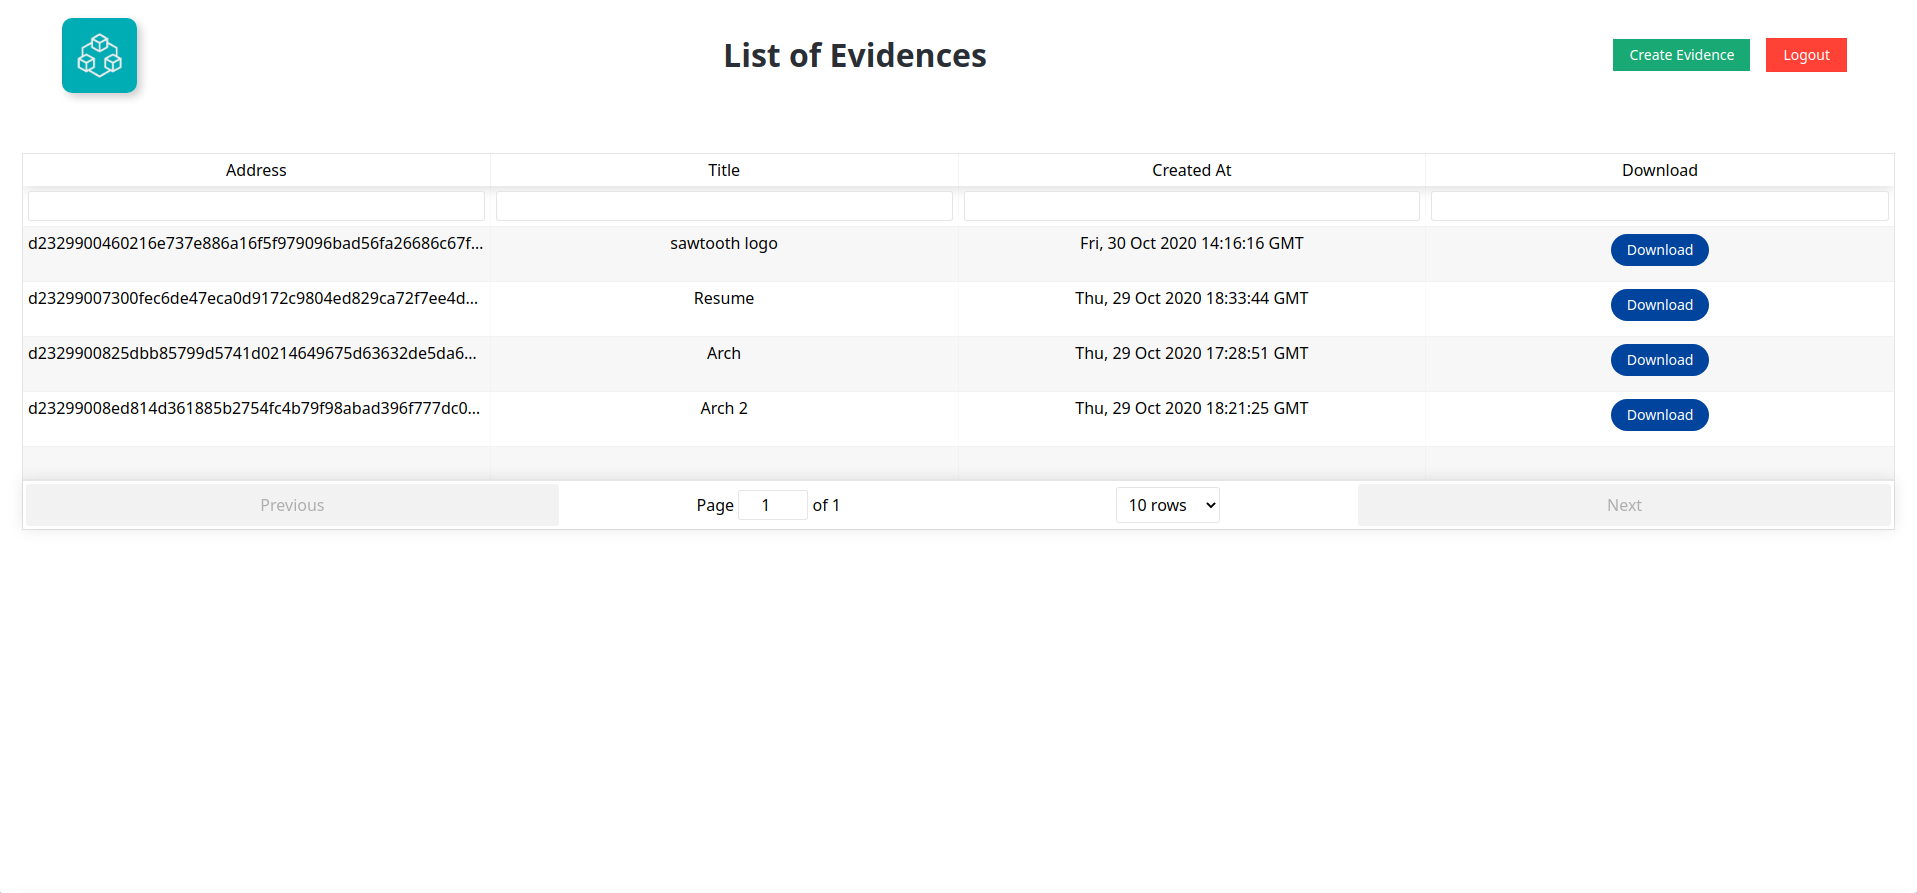 List of Evidences
Create Evidence
Logout
Address
Title
Created At
Download
d2329900460216e737e886a16f5f979096bad56fa26686c67f...
sawtooth logo
Fri, 30 Oct 2020 14:16:16 GMT
Download
d23299007300fec6de47eca0d9172c9804ed829ca72f7ee4d...
Resume
Thu, 29 Oct 2020 18:33:44 GMT
Download
d2329900825dbb85799d5741d0214649675d63632de5da6...
Arch
Thu, 29 Oct 2020 17:28:51 GMT
Download
d23299008ed814d361885b2754fc4b79f98abad396f777dc0...
Arch 2
Thu, 29 Oct 2020 18:21:25 GMT
Download
Previous
Page 1 of 1
10 rows
Next